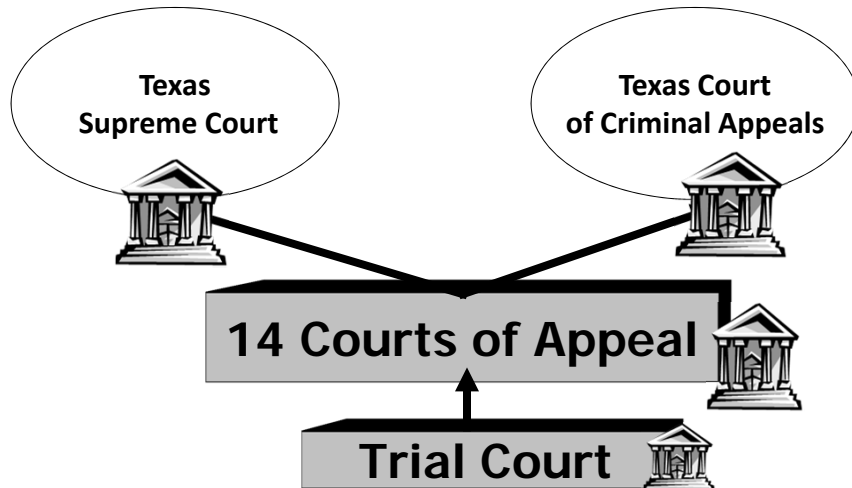 Texas
Supreme Court
Texas Court
of Criminal Appeals
14 Courts of Appeal
Trial Court